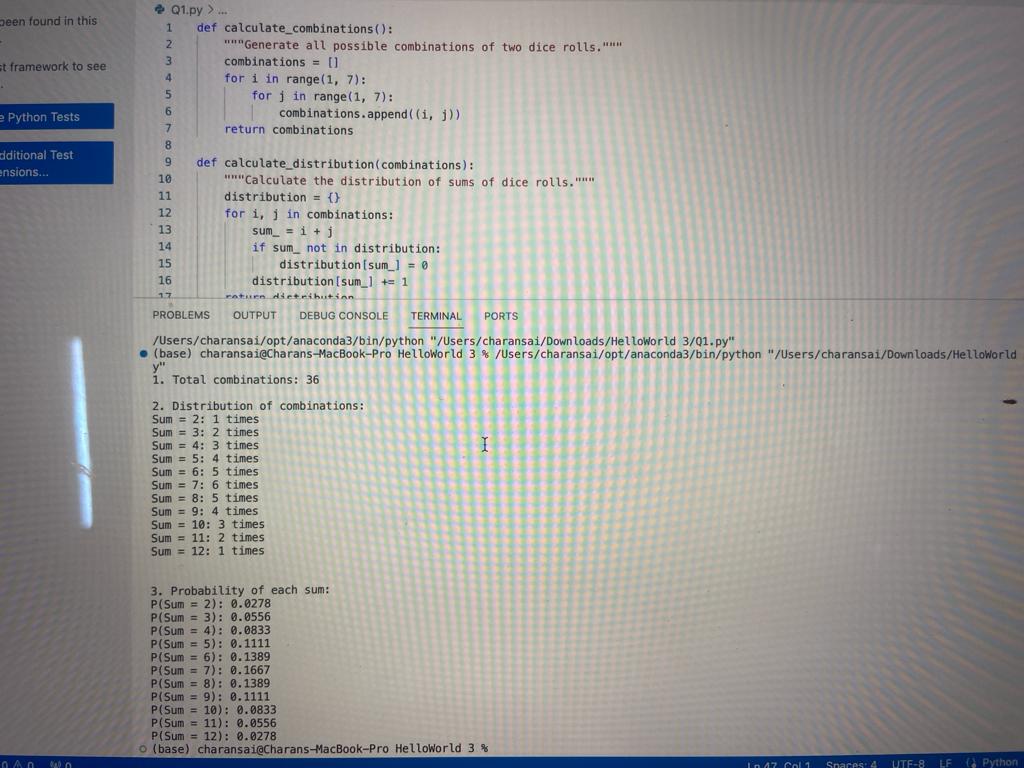 been found in this
st framework to see
e Python Tests
dditional Test
ensions...
Q1.py > ...
1 def calculate_combinations():
2 """Generate all possible combinations of two dice rolls."""
3 combinations = []
4 for i in range(1, 7):
5 for j in range(1, 7):
6 combinations.append((i, j))
7 return combinations
8
9 def calculate_distribution(combinations):
10 """Calculate the distribution of sums of dice rolls."""
11 distribution = {}
12 for i, j in combinations:
13 sum_ = i + j
14 if sum_ not in distribution:
15 distribution[sum_] = 0
16 distribution[sum_] += 1
17 return distribution
PROBLEMS OUTPUT DEBUG CONSOLE TERMINAL PORTS
/Users/charansai/opt/anaconda3/bin/python "/Users/charansai/Downloads/HelloWorld 3/Q1.py"
(base) charansai@Charans-MacBook-Pro HelloWorld 3 % /Users/charansai/opt/anaconda3/bin/python "/Users/charansai/Downloads/HelloWorld
y"
1. Total combinations: 36
2. Distribution of combinations:
Sum = 2: 1 times
Sum = 3: 2 times
Sum = 4: 3 times
Sum = 5: 4 times
Sum = 6: 5 times
Sum = 7: 6 times
Sum = 8: 5 times
Sum = 9: 4 times
Sum = 10: 3 times
Sum = 11: 2 times
Sum = 12: 1 times
3. Probability of each sum:
P(Sum = 2): 0.0278
P(Sum = 3): 0.0556
P(Sum = 4): 0.0833
P(Sum = 5): 0.1111
P(Sum = 6): 0.1389
P(Sum = 7): 0.1667
P(Sum = 8): 0.1389
P(Sum = 9): 0.1111
P(Sum = 10): 0.0833
P(Sum = 11): 0.0556
P(Sum = 12): 0.0278
(base) charansai@Charans-MacBook-Pro HelloWorld 3 %
0 0 0 Ln 47, Col 1 Spaces: 4 UTF-8 LF Python